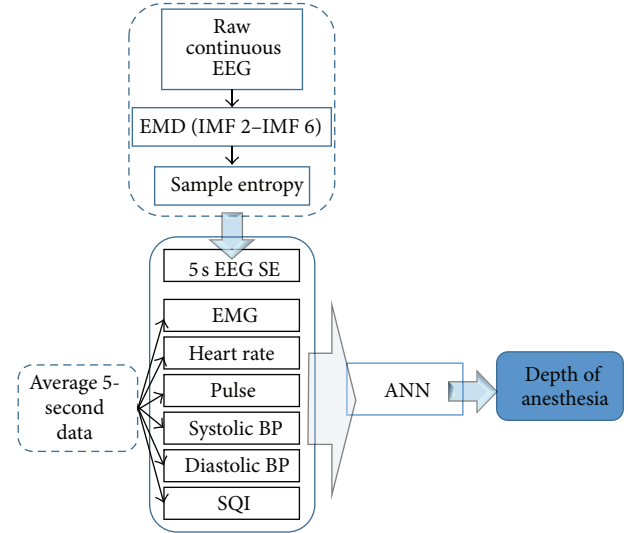 Raw
continuous
EEG
EMD (IMF 2–IMF 6)
Sample entropy
5 s EEG SE
EMG
Heart rate
Pulse
Systolic BP
Diastolic BP
SQI
Average 5-
second
data
ANN
Depth of
anesthesia